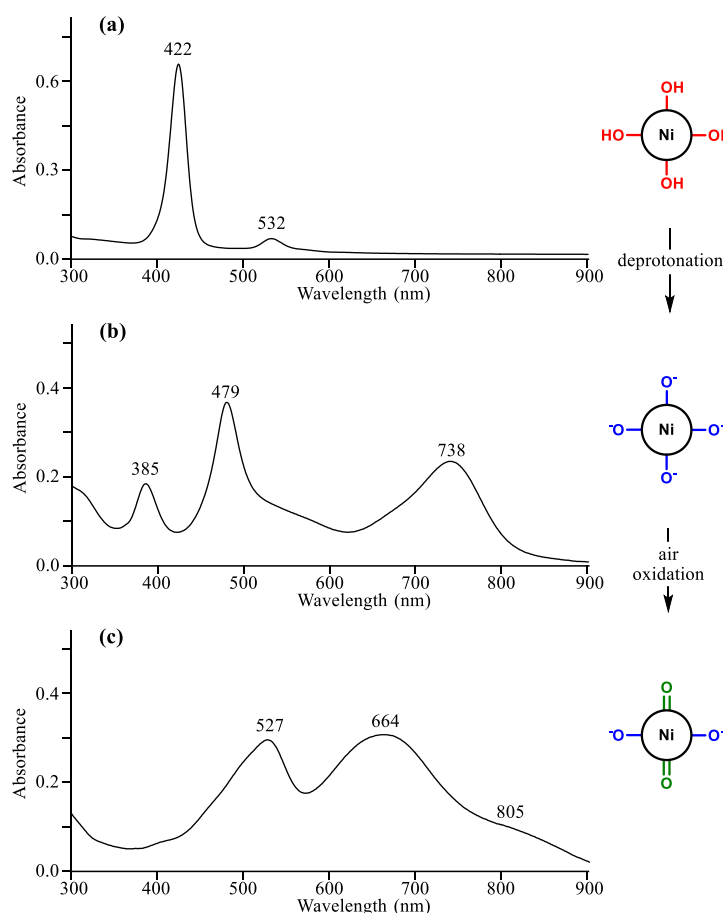 (a)
422
532
0.6
0.3
0.0
Absorbance
300 400 500 600 700 800 900
Wavelength (nm)
OH
HO Ni
OH
deprotonation
(b)
479
385
738
0.4
0.2
0.0
Absorbance
300 400 500 600 700 800 900
Wavelength (nm)
O⁻
⁻O Ni O⁻
O⁻
air
oxidation
(c)
527
664
805
0.4
0.2
0.0
Absorbance
300 400 500 600 700 800 900
Wavelength (nm)
O
⁻O Ni O⁻
O